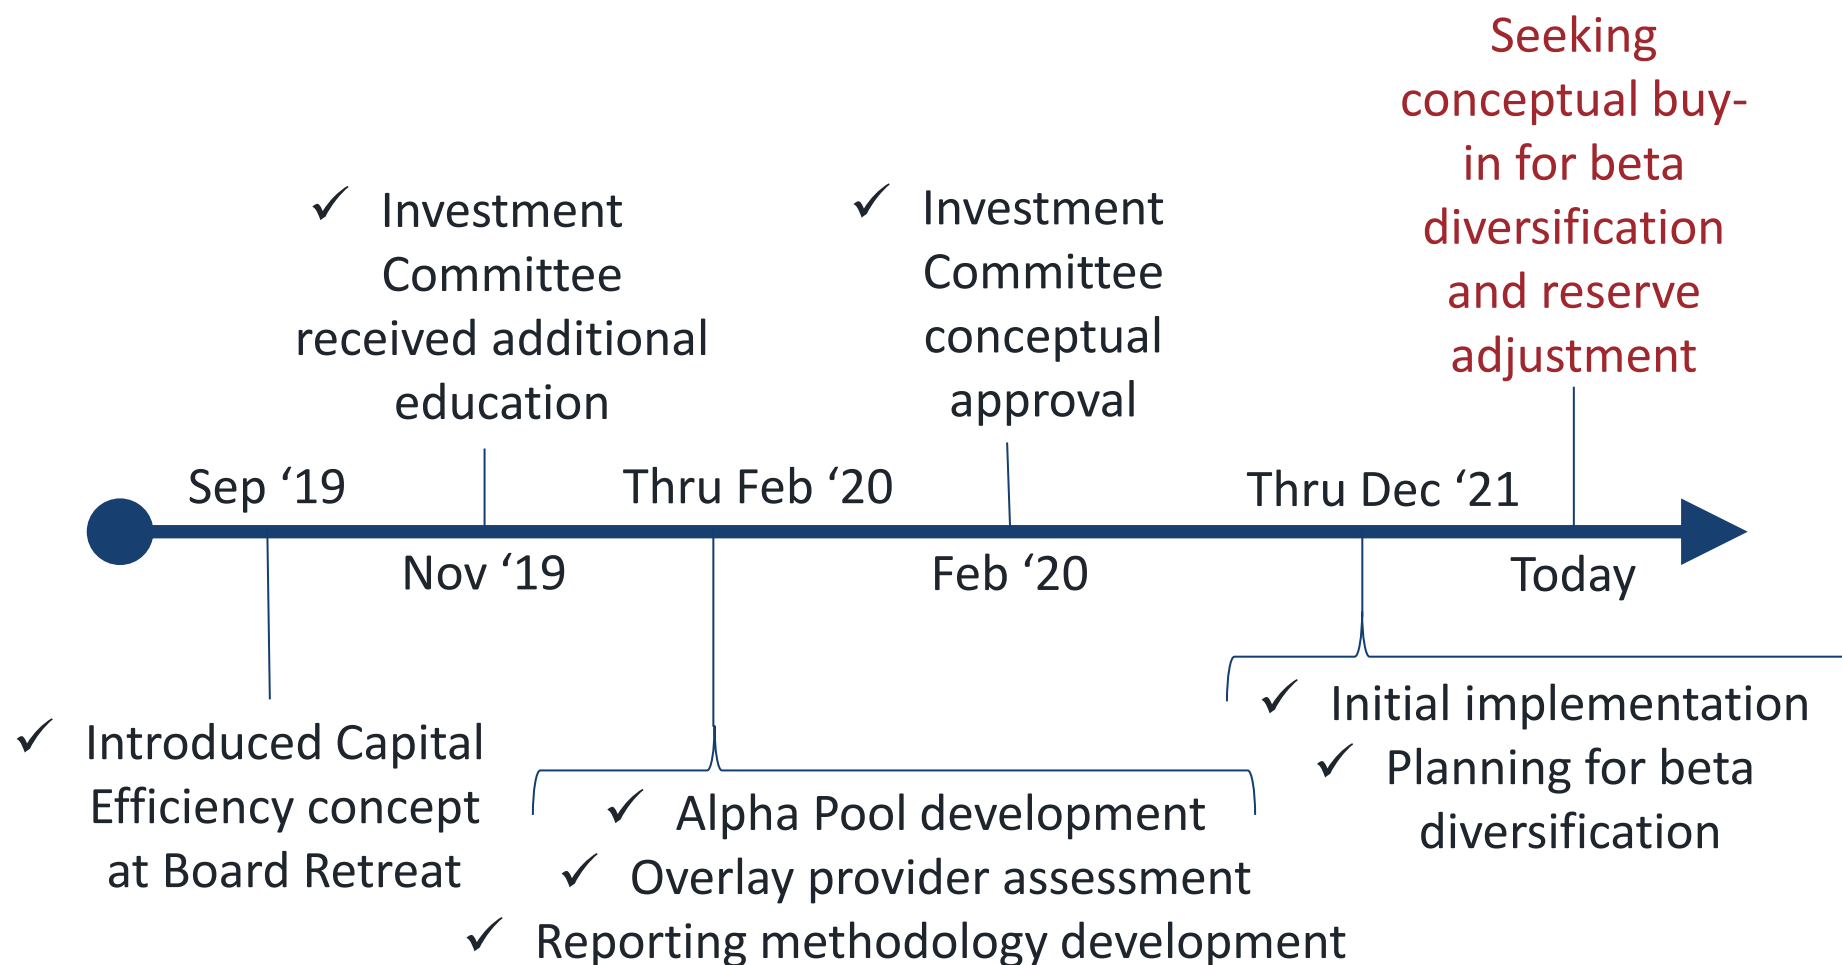 Seeking
conceptual buy-
in for beta
diversification
and reserve
adjustment
✓ Investment
Committee
received additional
education
✓ Investment
Committee
conceptual
approval
Sep ‘19
Thru Feb ‘20
Thru Dec ‘21
Nov ‘19
Feb ‘20
Today
✓ Introduced Capital
Efficiency concept
at Board Retreat
✓ Alpha Pool development
✓ Overlay provider assessment
✓ Reporting methodology development
✓ Initial implementation
✓ Planning for beta
diversification